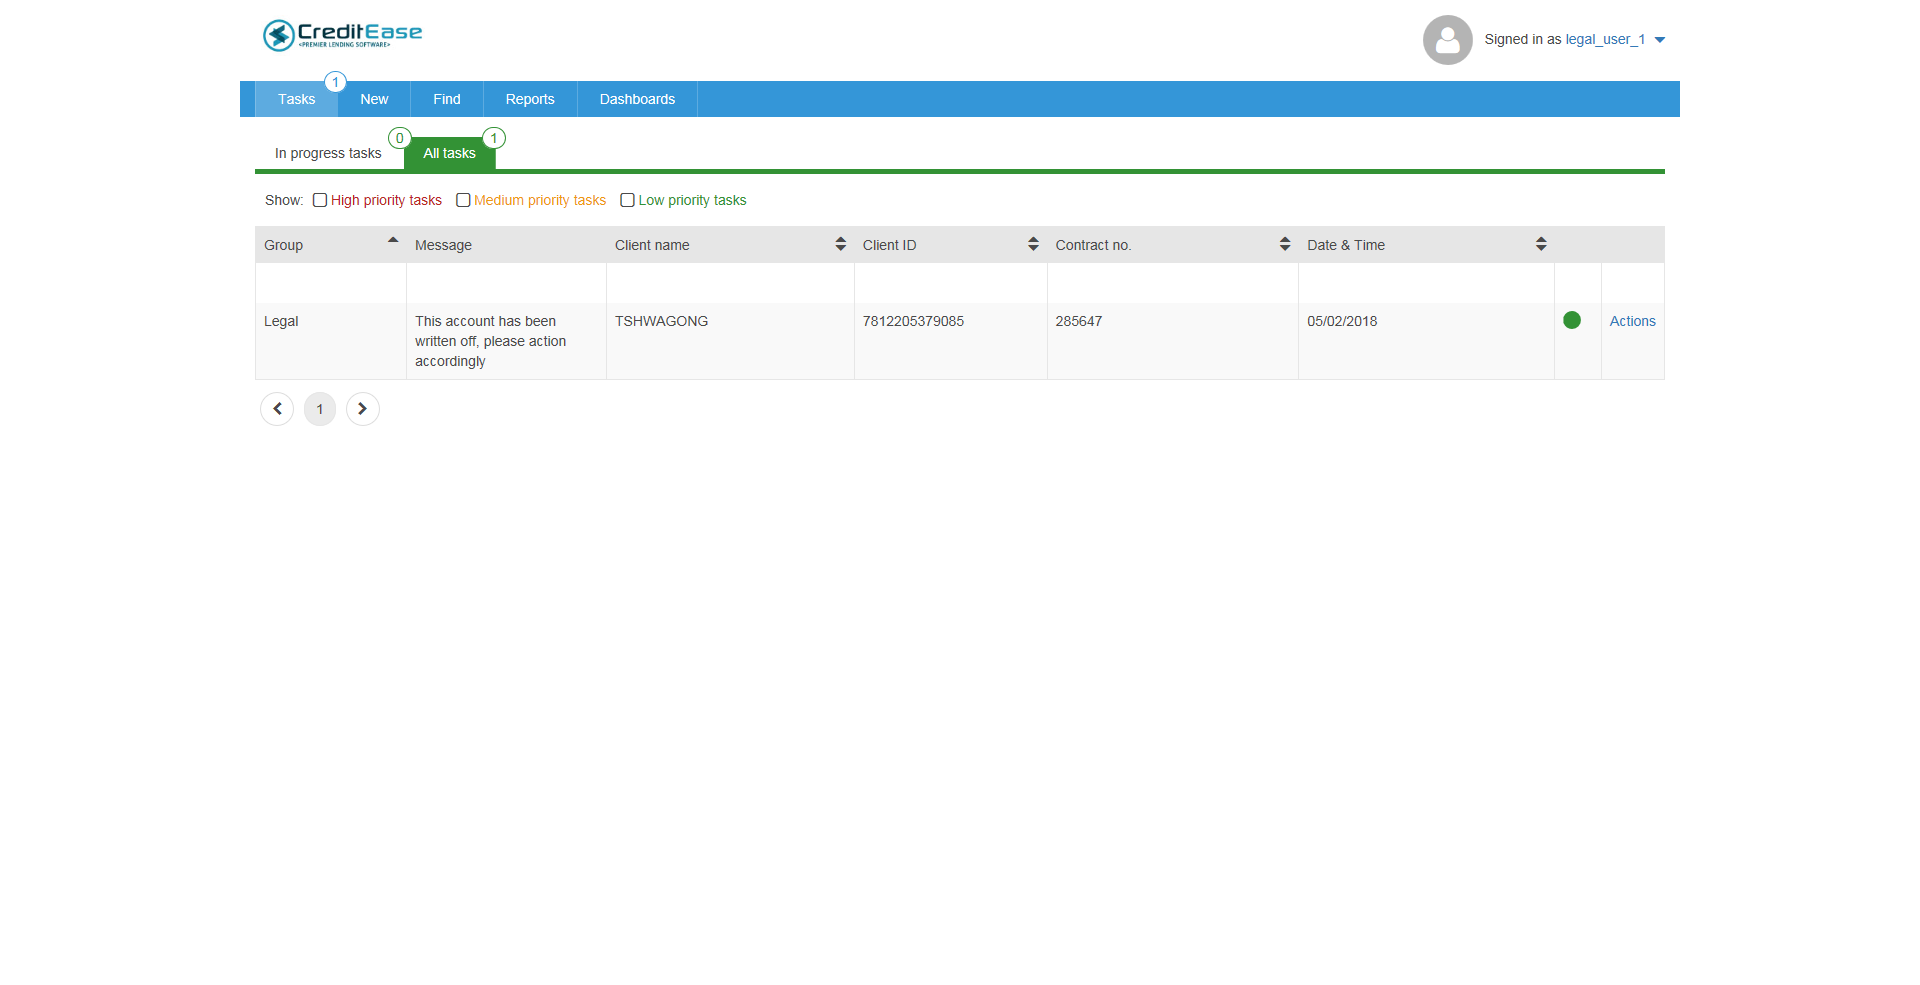 CreditEase
<PREMIER LENDING SOFTWARE>
Signed in as legal_user_1
1
Tasks New Find Reports Dashboards
0 1
In progress tasks All tasks
Show: High priority tasks Medium priority tasks Low priority tasks
Group Message Client name Client ID Contract no. Date & Time
Legal This account has been TSHWAGONG 7812205379085 285647 05/02/2018 Actions
written off, please action
accordingly
1